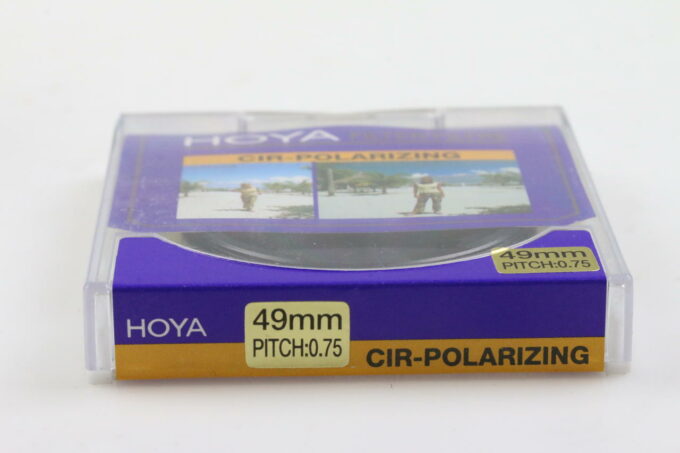 HOYA
CIR-POLARIZING
49mm
PITCH:0.75
HOYA
49mm
PITCH:0.75
CIR-POLARIZING